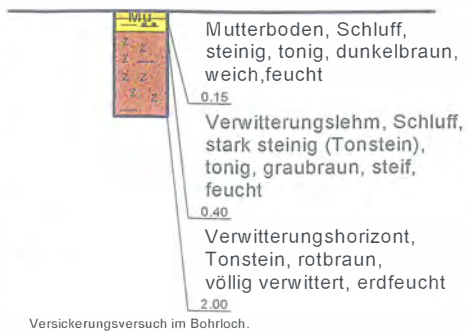 Mu
Mutterboden, Schluff,
steinig, tonig, dunkelbraun,
weich,feucht
0.15
Verwitterungslehm, Schluff,
stark steinig (Tonstein),
tonig, graubraun, steif,
feucht
0.40
Verwitterungshorizont,
Tonstein, rotbraun,
völlig verwittert, erdfeucht
2.00
Versickerungsversuch im Bohrloch.